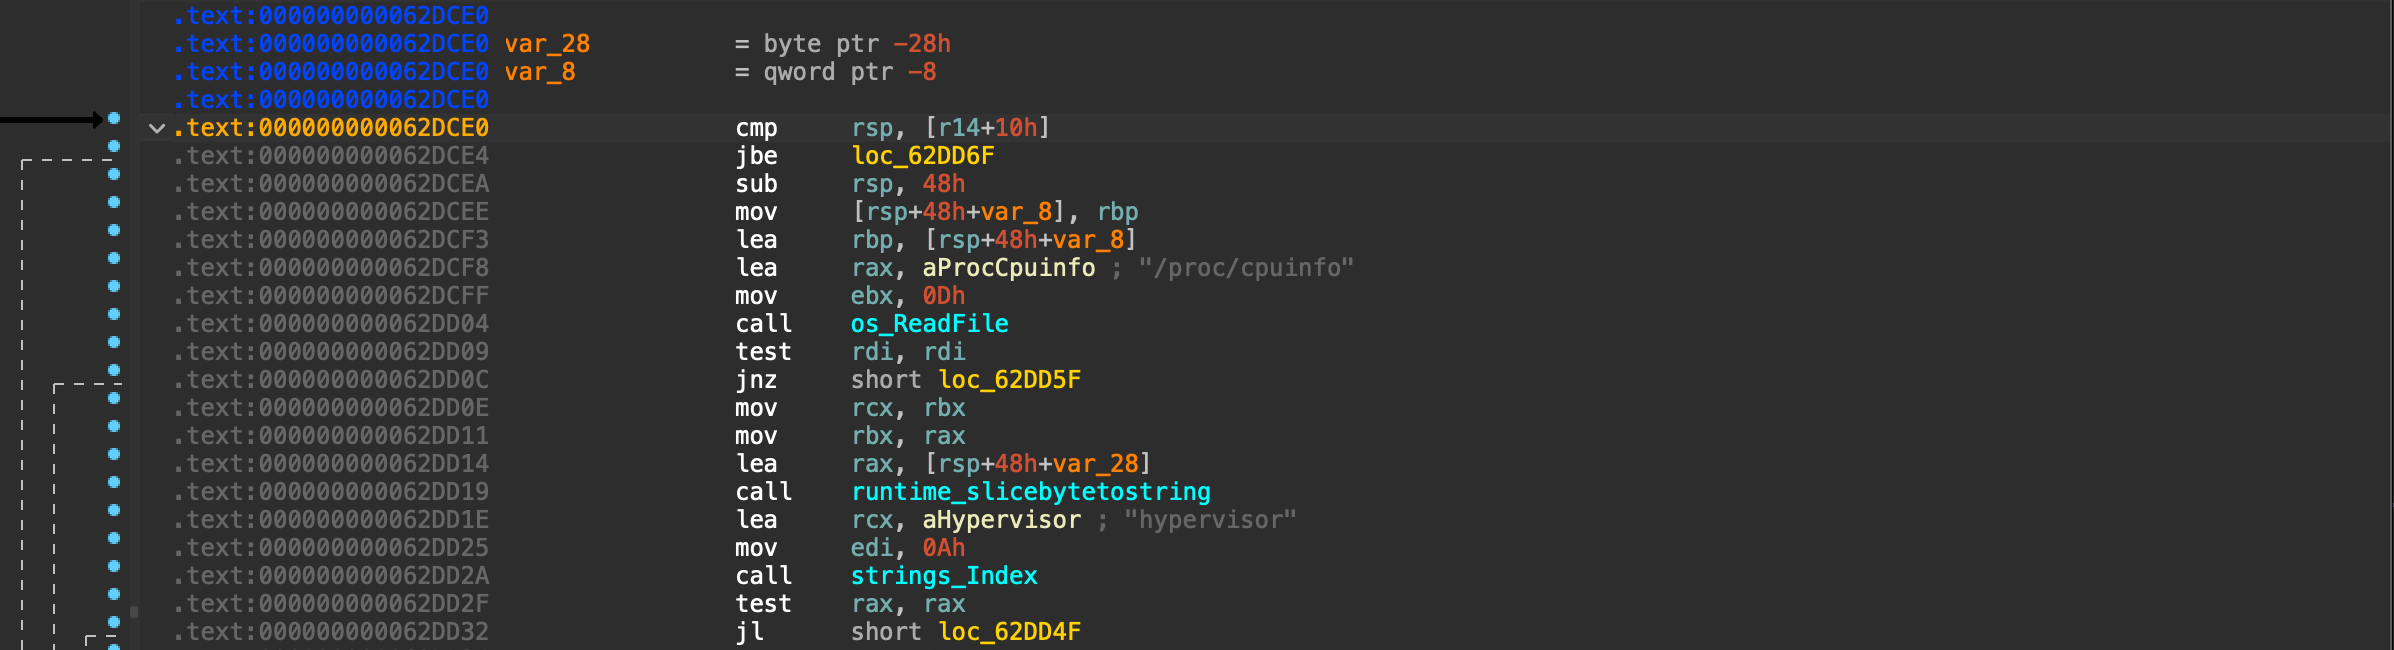 .text:000000000062DCE0
.text:000000000062DCE0 var_28 = byte ptr -28h
.text:000000000062DCE0 var_8 = qword ptr -8
.text:000000000062DCE0
.text:000000000062DCE0 cmp rsp, [r14+10h]
.text:000000000062DCE4 jbe loc_62DD6F
.text:000000000062DCEA sub rsp, 48h
.text:000000000062DCEE mov [rsp+48h+var_8], rbp
.text:000000000062DCF3 lea rbp, [rsp+48h+var_8]
.text:000000000062DCF8 lea rax, aProcCpuinfo ; "/proc/cpuinfo"
.text:000000000062DCFF mov ebx, 0Dh
.text:000000000062DD04 call os_ReadFile
.text:000000000062DD09 test rdi, rdi
.text:000000000062DD0C jnz short loc_62DD5F
.text:000000000062DD0E mov rcx, rbx
.text:000000000062DD11 mov rbx, rax
.text:000000000062DD14 lea rax, [rsp+48h+var_28]
.text:000000000062DD19 call runtime_slicebytetostring
.text:000000000062DD1E lea rcx, aHypervisor ; "hypervisor"
.text:000000000062DD25 mov edi, 0Ah
.text:000000000062DD2A call strings_Index
.text:000000000062DD2F test rax, rax
.text:000000000062DD32 jl short loc_62DD4F